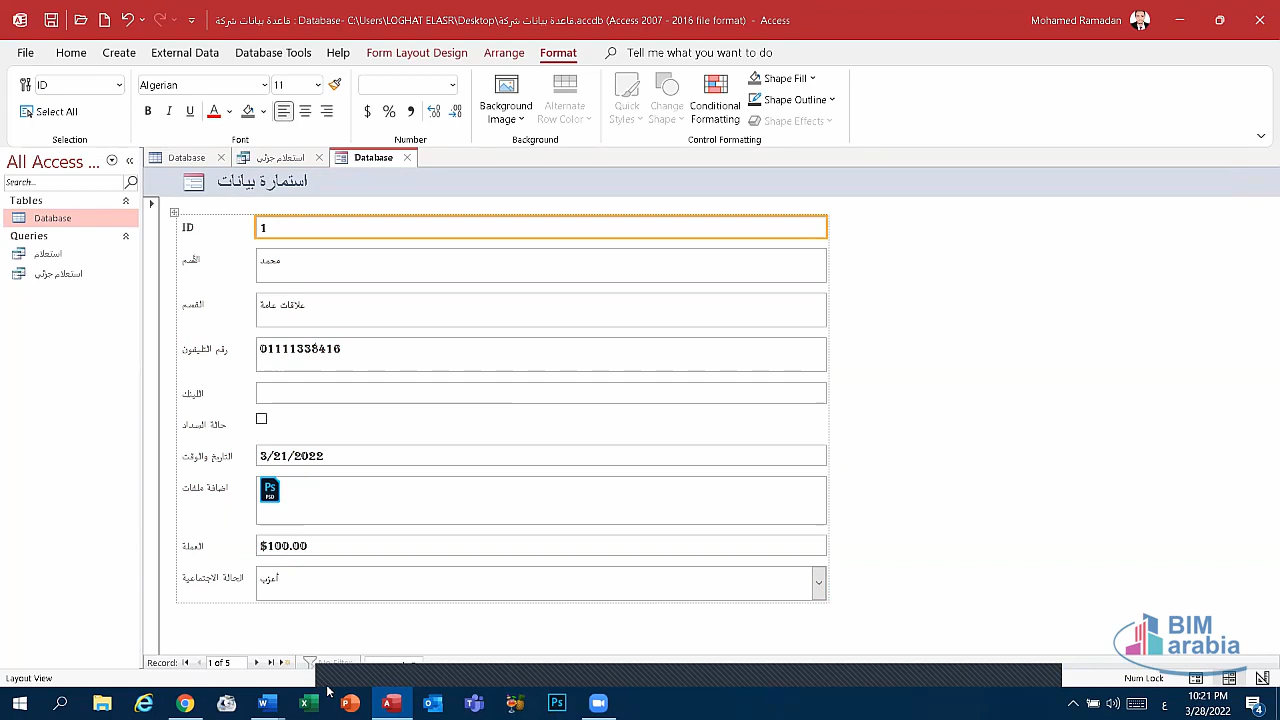 قاعدة بيانات شركة : Database- C:\Users\LOGHAT ELASR\Desktop\قاعدة بيانات شركة.accdb (Access 2007 - 2016 file format) - Access
Mohamed Ramadan
File Home Create External Data Database Tools Help Form Layout Design Arrange Format Tell me what you want to do
ID Algerian 11 Shape Fill
Select All B I U A $ % Background Image Alternate Row Color Quick Styles Change Shape Conditional Formatting Shape Outline
Shape Effects
Selection Font Number Background Control Formatting
All Access ... Database استعلام جزئي Database
Search...
استمارة بيانات
Tables
Database
Queries
استعلام
استعلام جزئي
ID 1
محمد
القسم علاقات عامة
رقم التليفون 01111338416
اللينك
حالة السداد
التاريخ والوقت 3/21/2022
اضافة ملفات Ps PSD
العملة $100.00
الحالة الاجتماعية أعزب
BIM arabia
Record: 1 of 5 No Filter
Layout View Num Lock
10:21 PM
3/28/2022